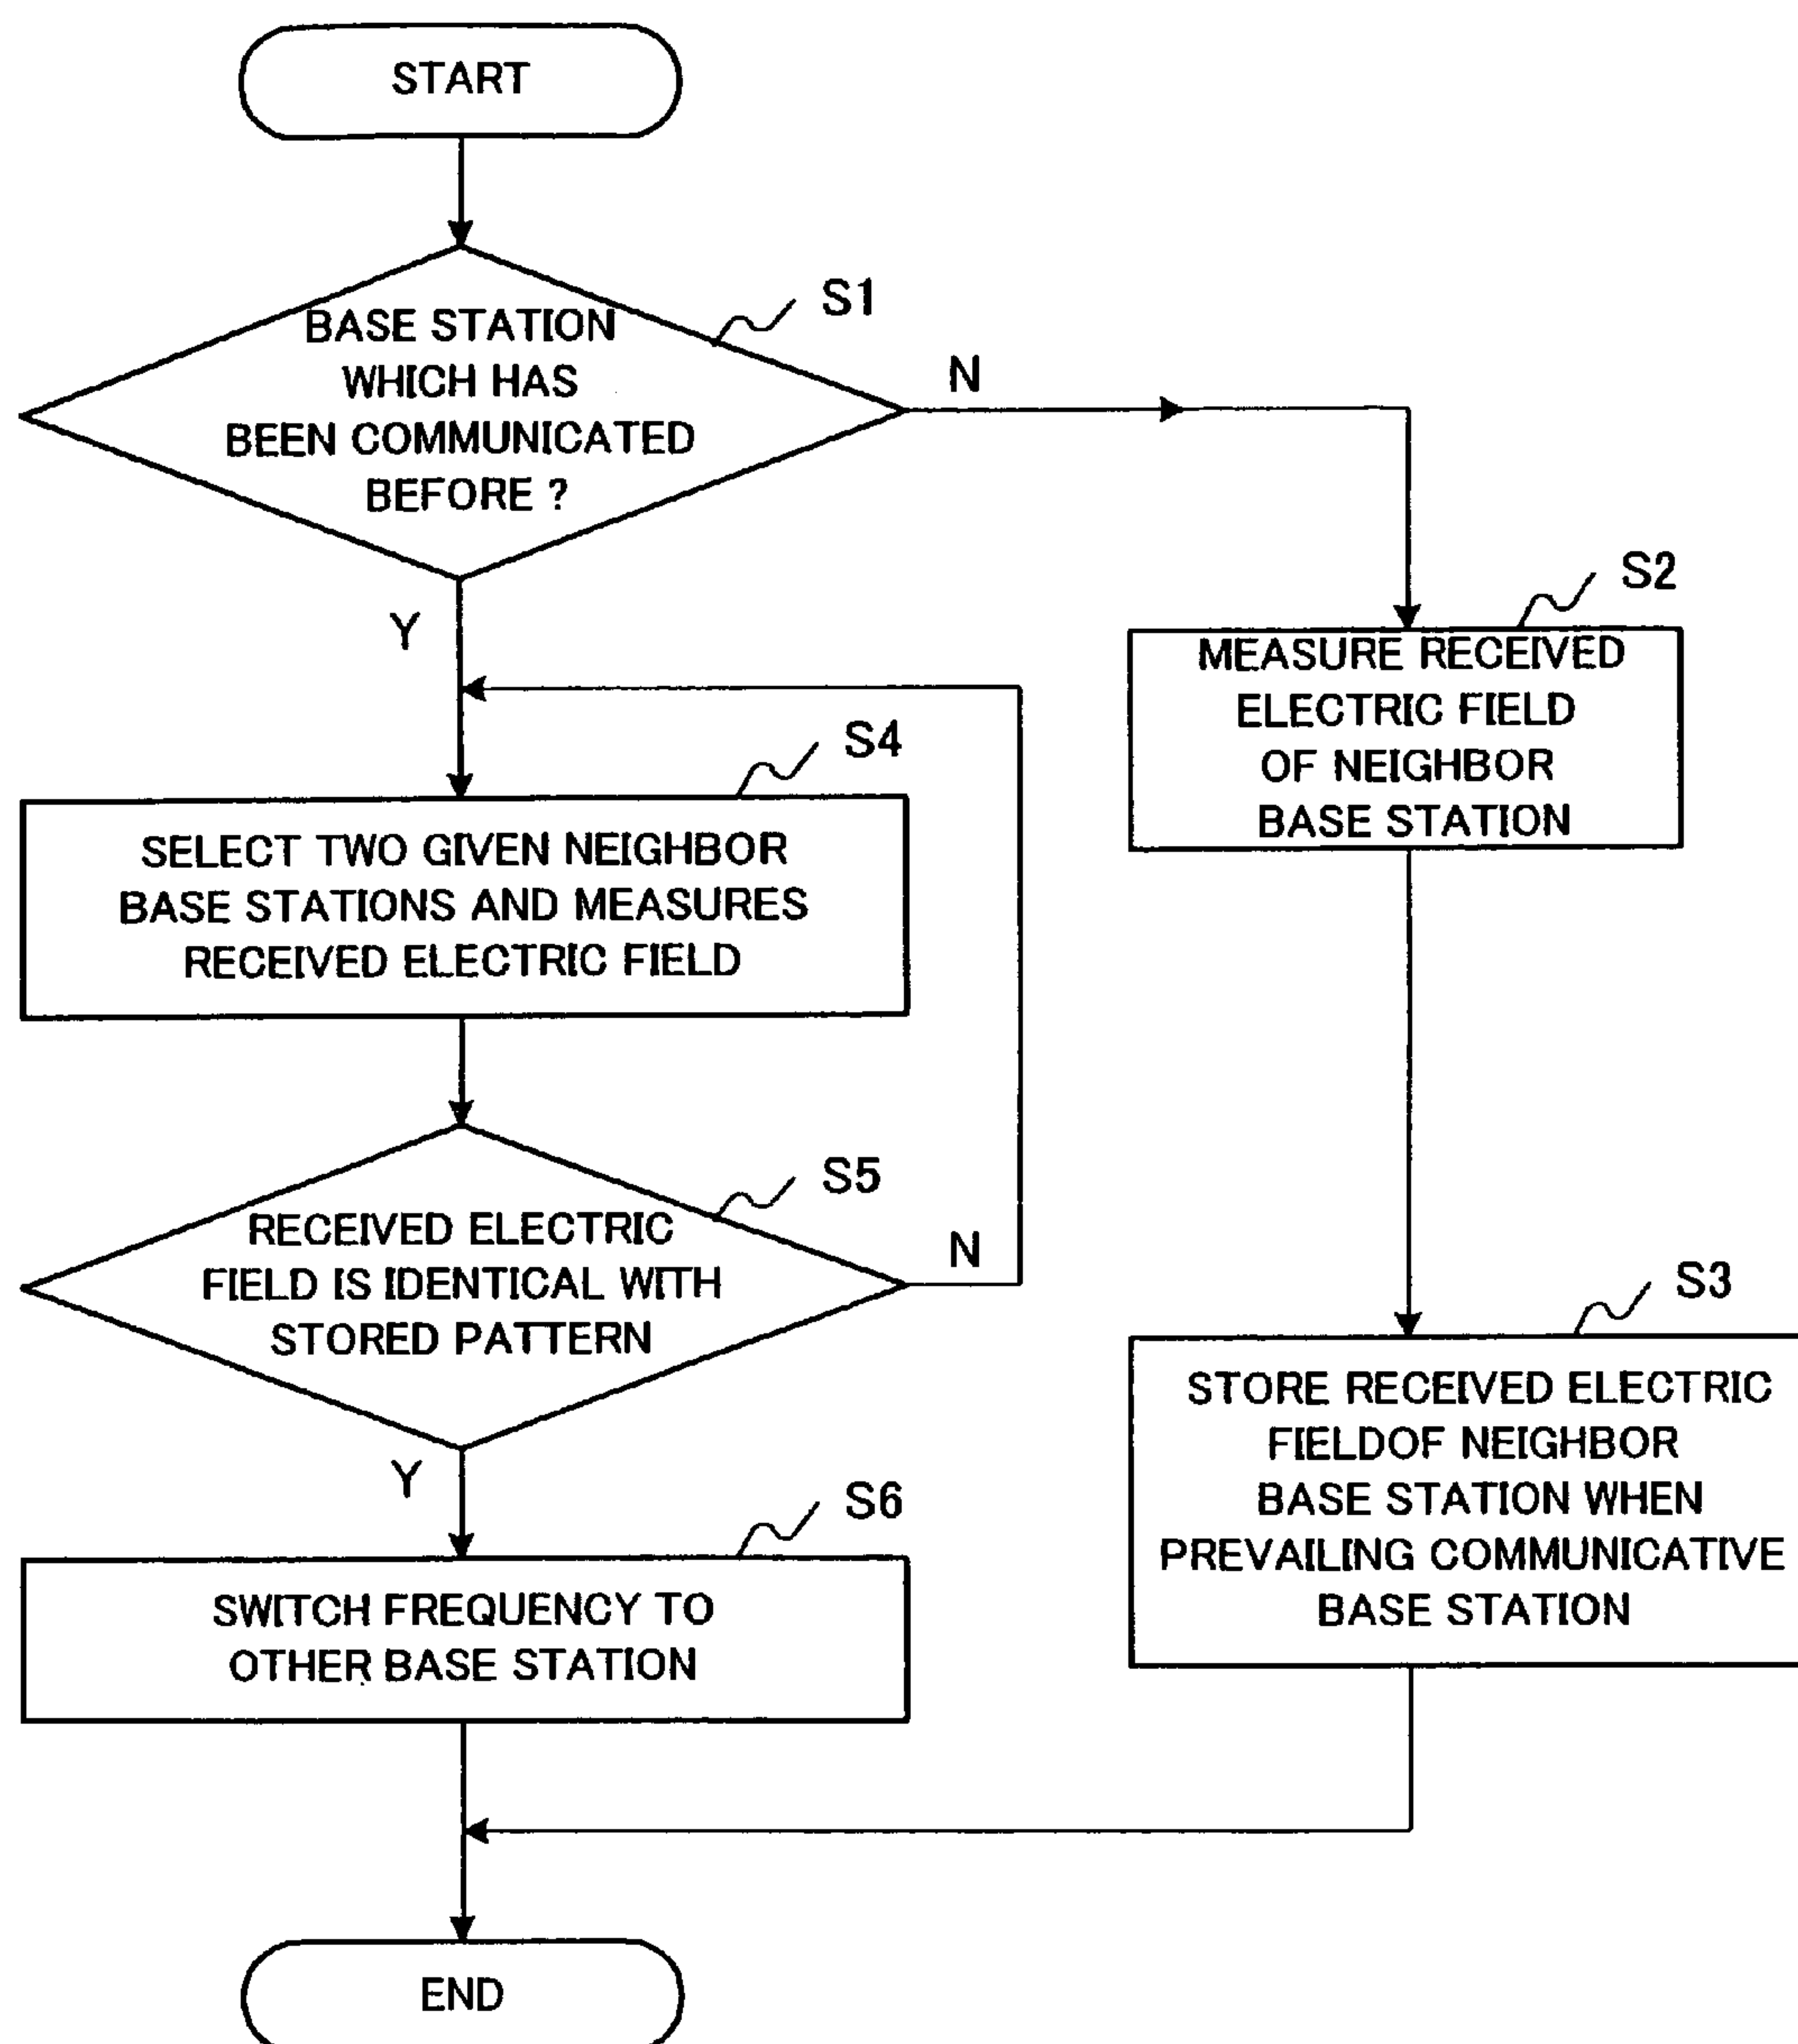 START
BASE STATION
WHICH HAS
BEEN COMMUNICATED
BEFORE ?
S1
N
Y
S2
MEASURE RECEIVED
ELECTRIC FIELD
OF NEIGHBOR
BASE STATION
S4
SELECT TWO GIVEN NEIGHBOR
BASE STATIONS AND MEASURES
RECEIVED ELECTRIC FIELD
S5
RECEIVED ELECTRIC
FIELD IS IDENTICAL WITH
STORED PATTERN
N
Y
S3
STORE RECEIVED ELECTRIC
FIELDOF NEIGHBOR
BASE STATION WHEN
PREVAILING COMMUNICATIVE
BASE STATION
S6
SWITCH FREQUENCY TO
OTHER BASE STATION
END